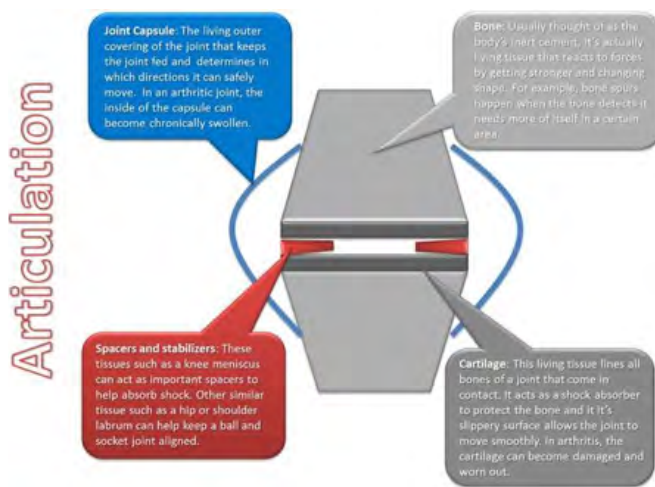 Articulation
Joint Capsule: The living outer
covering of the joint that keeps
the joint fed and determines in
which directions it can safely
move. In an arthritic joint, the
inside of the capsule can
become chronically swollen.
Bone: Usually thought of as the
body's inert cement, it's actually
living tissue that reacts to forces
by getting stronger and changing
shape. For example, bone spurs
happen when the bone detects it
needs more of itself in a certain
area.
Spacers and stabilizers: These
tissues such as a knee meniscus
can act as important spacers to
help absorb shock. Other similar
tissue such as a hip or shoulder
labrum can help keep a ball and
socket joint aligned.
Cartilage: This living tissue lines all
bones of a joint that come in
contact. It acts as a shock absorber
to protect the bone and it it's
slippery surface allows the joint to
move smoothly. In arthritis, the
cartilage can become damaged and
worn out.